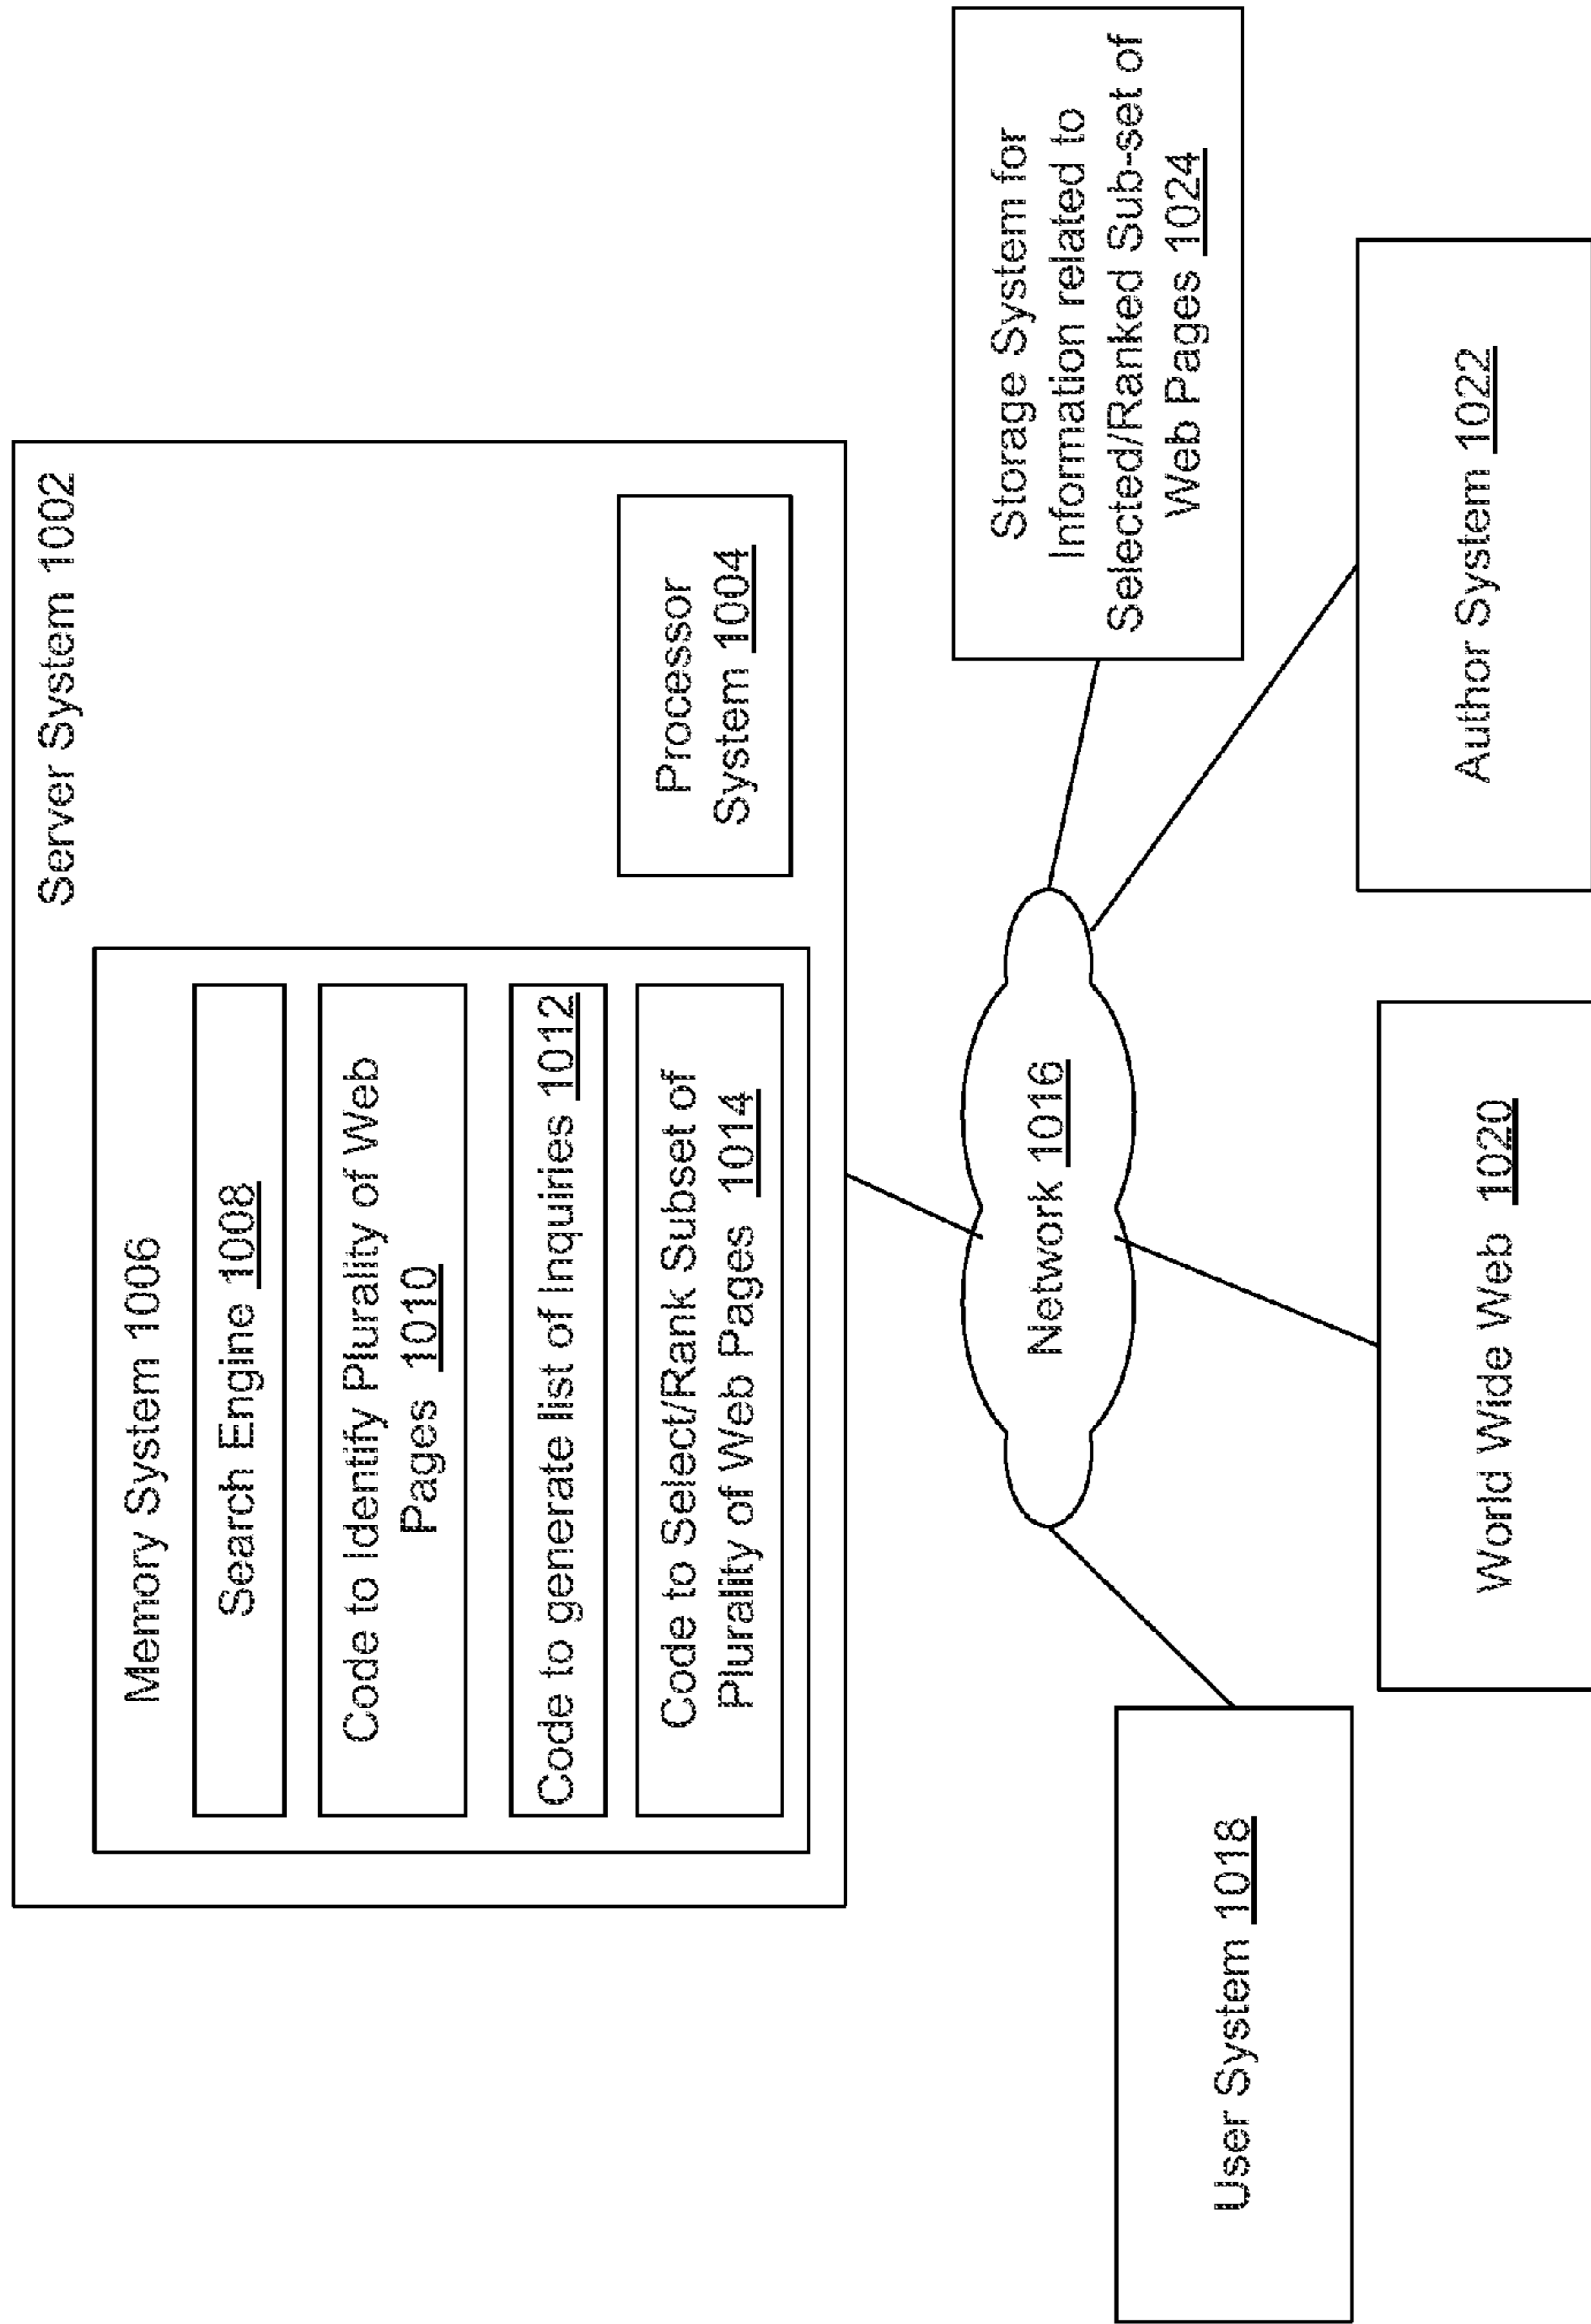 Server System 1002
Memory System 1006
Search Engine 1008
Code to Identify Plurality of Web
Pages 1010
Code to generate list of Inquiries 1012
Code to Select/Rank Subset of
Plurality of Web Pages 1014
Processor
System 1004
Network 1016
Storage System for
Information related to
Selected/Ranked Sub-set of
Web Pages 1024
User System 1018
World Wide Web 1020
Author System 1022